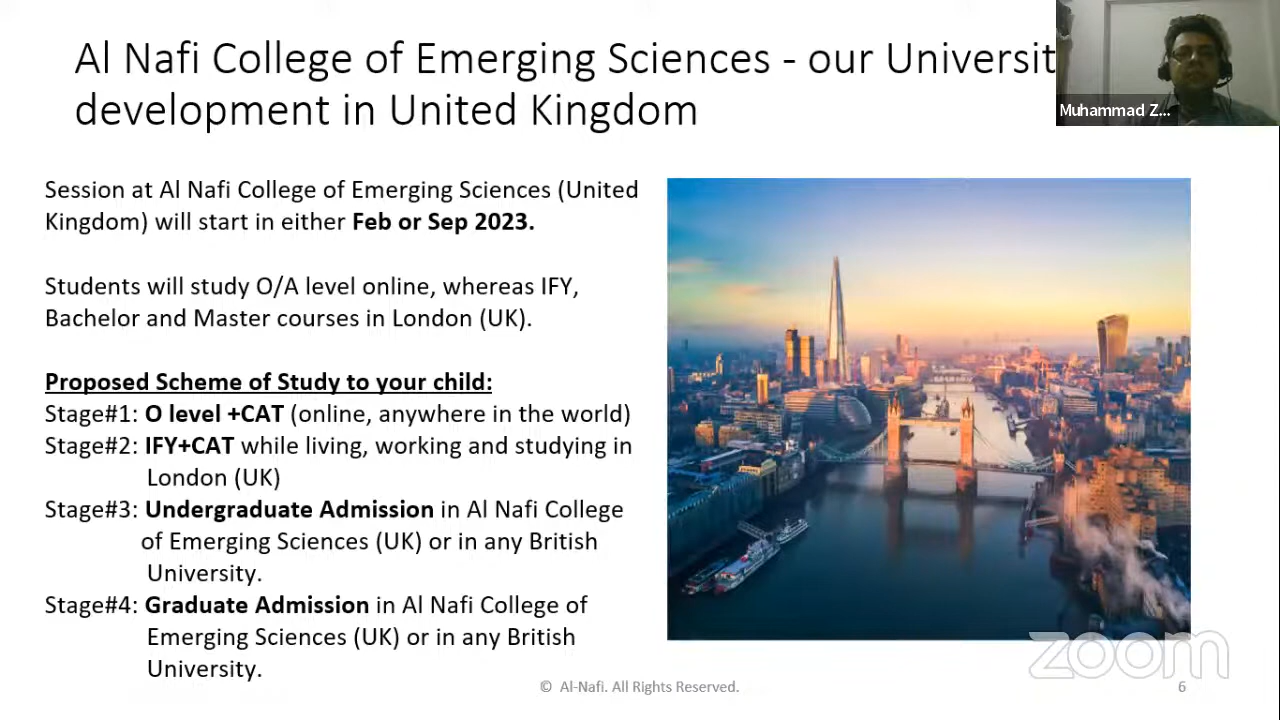 Al Nafi College of Emerging Sciences - our Universit
development in United Kingdom
Muhammad Z...
Session at Al Nafi College of Emerging Sciences (United
Kingdom) will start in either Feb or Sep 2023.
Students will study O/A level online, whereas IFY,
Bachelor and Master courses in London (UK).
Proposed Scheme of Study to your child:
Stage#1: O level +CAT (online, anywhere in the world)
Stage#2: IFY+CAT while living, working and studying in
London (UK)
Stage#3: Undergraduate Admission in Al Nafi College
of Emerging Sciences (UK) or in any British
University.
Stage#4: Graduate Admission in Al Nafi College of
Emerging Sciences (UK) or in any British
University.
zoom
© Al-Nafi. All Rights Reserved.
6